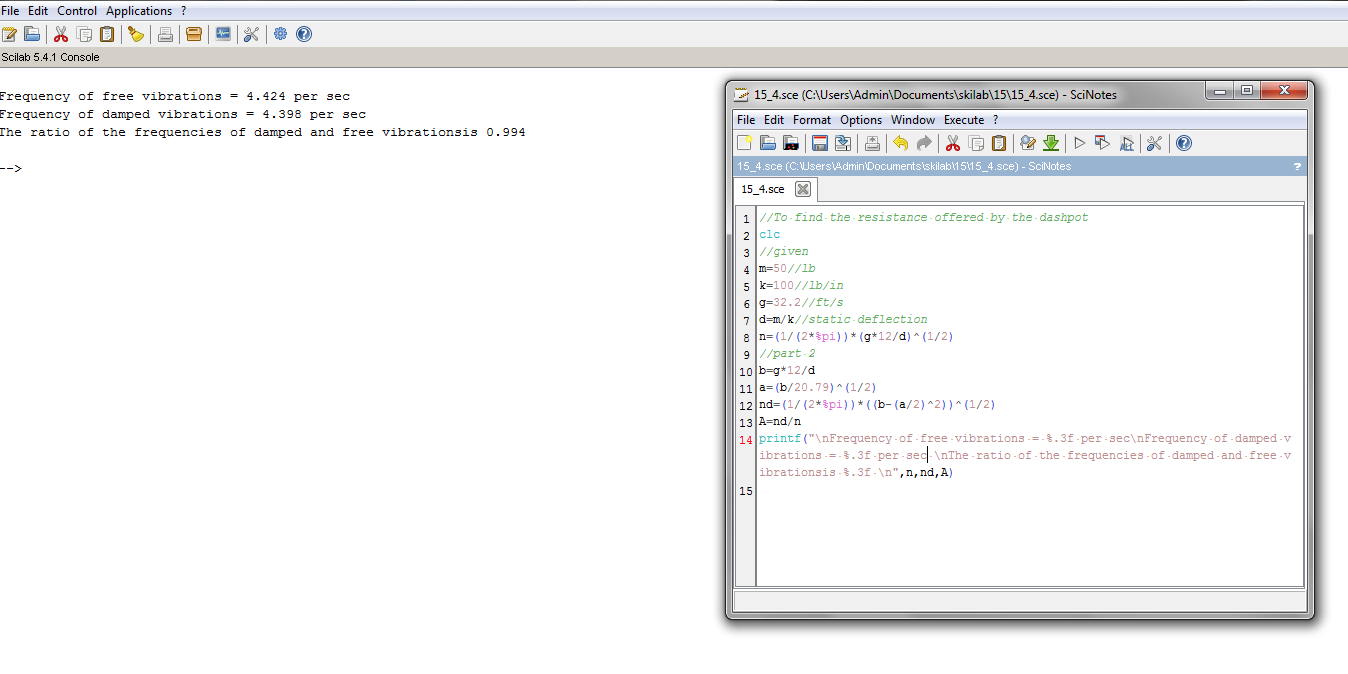 File Edit Control Applications ?
Scilab 5.4.1 Console
Frequency of free vibrations = 4.424 per sec
Frequency of damped vibrations = 4.398 per sec
The ratio of the frequencies of damped and free vibrationsis 0.994
-->
15_4.sce (C:\Users\Admin\Documents\skilab\15\15_4.sce) - SciNotes
File Edit Format Options Window Execute ?
15_4.sce (C:\Users\Admin\Documents\skilab\15\15_4.sce) - SciNotes ?
15_4.sce
1 //To find the resistance offered by the dashpot
2 clc
3 //given
4 m=50//lb
5 k=100//lb/in
6 g=32.2//ft/s
7 d=m/k//static deflection
8 n=(1/(2*%pi))*(g*12/d)^(1/2)
9 //part 2
10 b=g*12/d
11 a=(b/20.79)^(1/2)
12 nd=(1/(2*%pi))*((b-(a/2)^2))^(1/2)
13 A=nd/n
14 printf("\nFrequency of free vibrations = %.3f per sec\nFrequency of damped v
ibrations = %.3f per sec \nThe ratio of the frequencies of damped and free v
ibrationsis %.3f \n",n,nd,A)
15